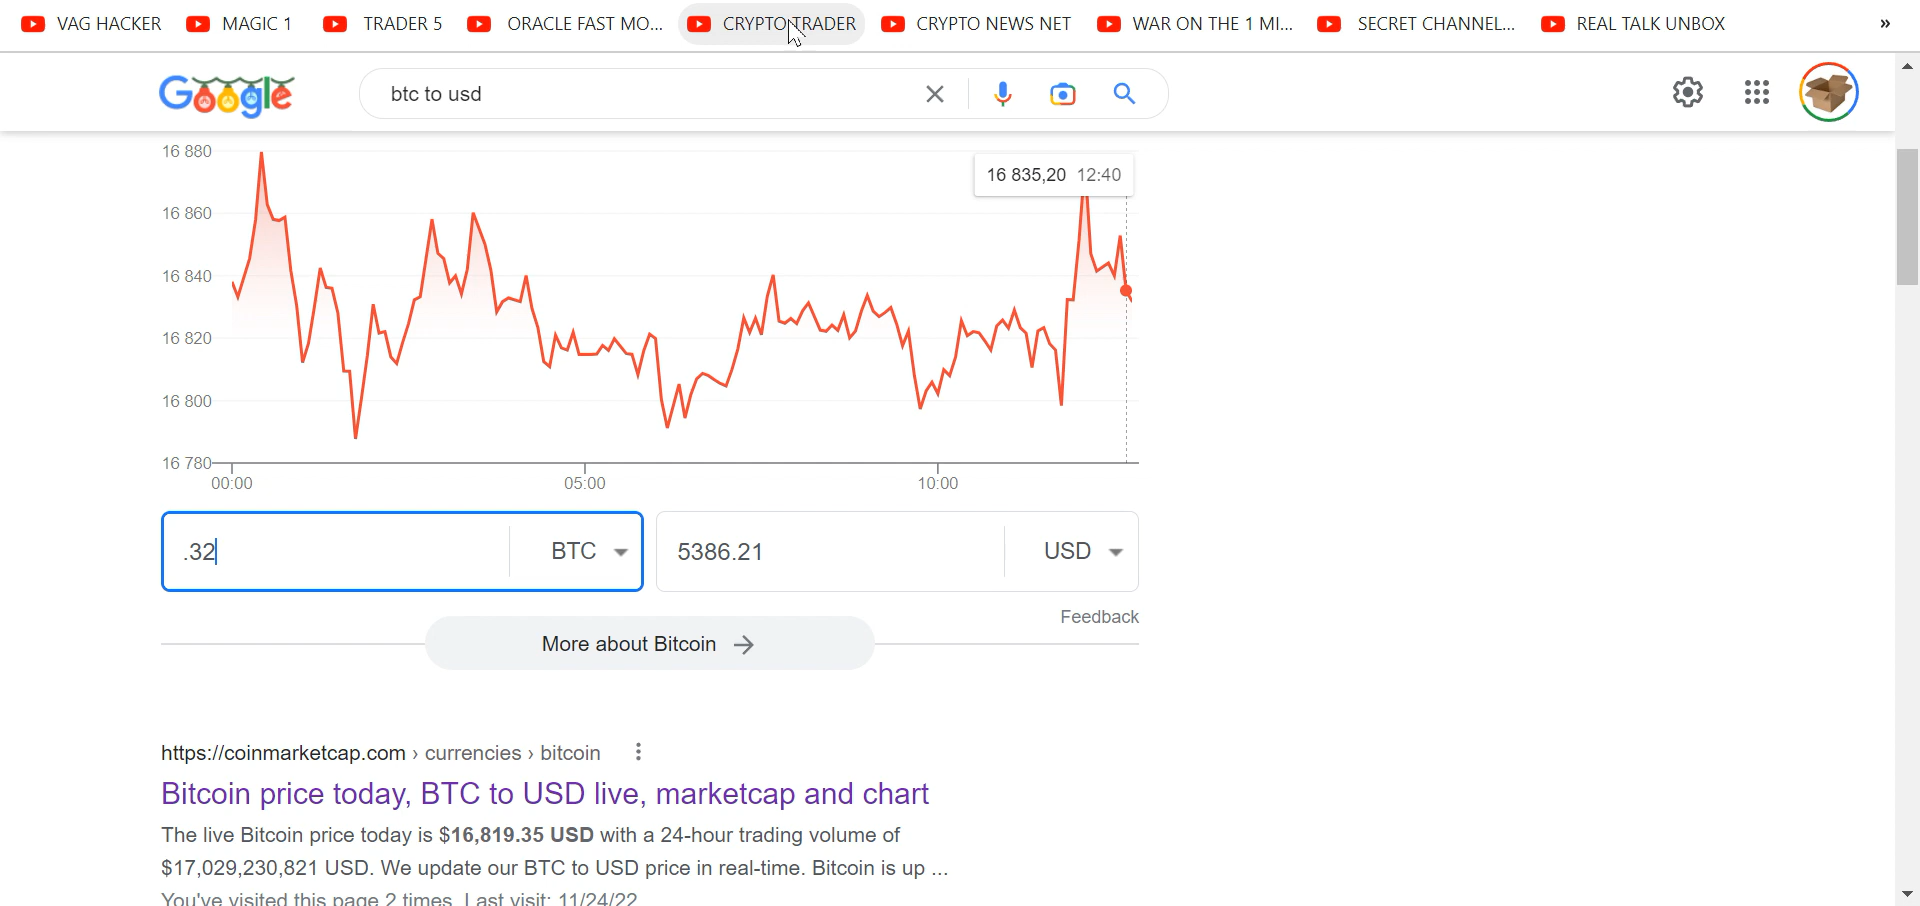 VAG HACKER MAGIC 1 TRADER 5 ORACLE FAST MO... CRYPTO TRADER CRYPTO NEWS NET WAR ON THE 1 MI... SECRET CHANNEL... REAL TALK UNBOX »
Google btc to usd
16 880
16 835,20 12:40
16 860
16 840
16 820
16 800
16 780
00:00 05:00 10:00
.32 BTC 5386.21 USD
Feedback
More about Bitcoin
https://coinmarketcap.com › currencies › bitcoin
Bitcoin price today, BTC to USD live, marketcap and chart
The live Bitcoin price today is $16,819.35 USD with a 24-hour trading volume of
$17,029,230,821 USD. We update our BTC to USD price in real-time. Bitcoin is up ...
You've visited this page 2 times. Last visit: 11/24/22